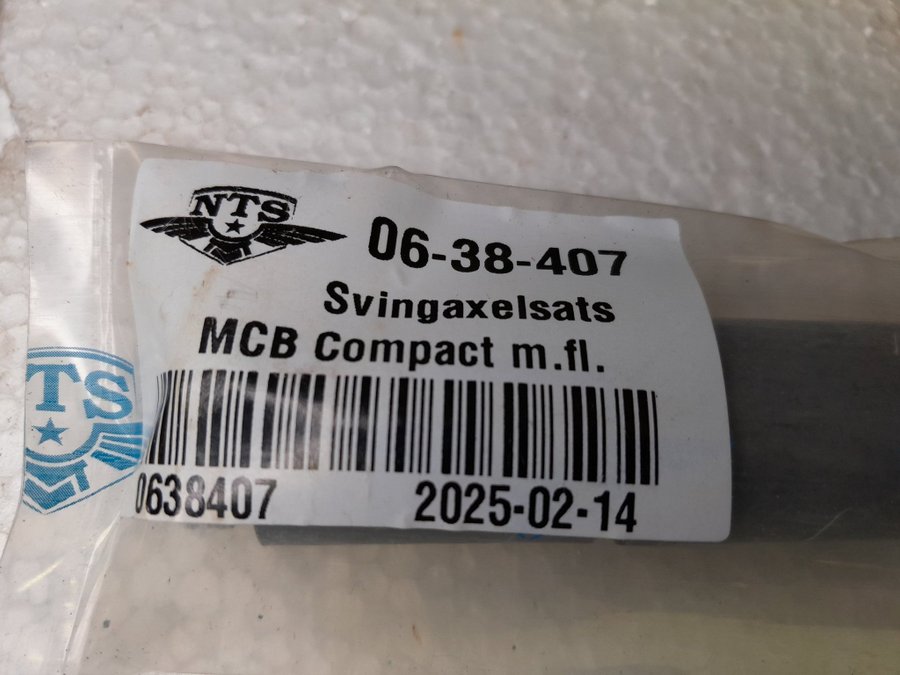 NTS
06-38-407
Svingaxelsats
MCB Compact m.fl.
0638407 2025-02-14
TS